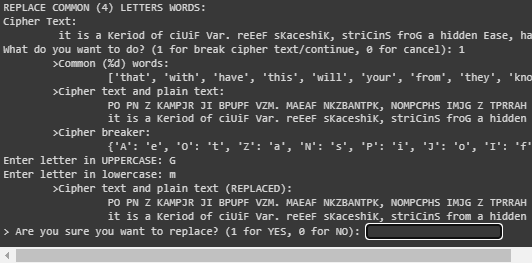 REPLACE COMMON (4) LETTERS WORDS:
Cipher Text:
it is a Keriod of ciUiF Var. reEeF sKaceshiK, striCinS froG a hidden Ease, ha
What do you want to do? (1 for break cipher text/continue, 0 for cancel): 1
>Common (%d) words:
['that', 'with', 'have', 'this', 'will', 'your', 'from', 'they', 'kno
>Cipher text and plain text:
PO PN Z KAMPJR JI BPUPF VZM. MAEAF NKZBANTPK, NOMPCPHS IMJG Z TPRRAH
it is a Keriod of ciUiF Var. reEeF sKaceshiK, striCinS froG a hidden
>Cipher breaker:
{'A': 'e', 'O': 't', 'Z': 'a', 'N': 's', 'P': 'i', 'J': 'o', 'I': 'f'
Enter letter in UPPERCASE: G
Enter letter in lowercase: m
>Cipher text and plain text (REPLACED):
PO PN Z KAMPJR JI BPUPF VZM. MAEAF NKZBANTPK, NOMPCPHS IMJG Z TPRRAH
it is a Keriod of ciUiF Var. reEeF sKaceshiK, striCinS from a hidden
> Are you sure you want to replace? (1 for YES, 0 for NO):